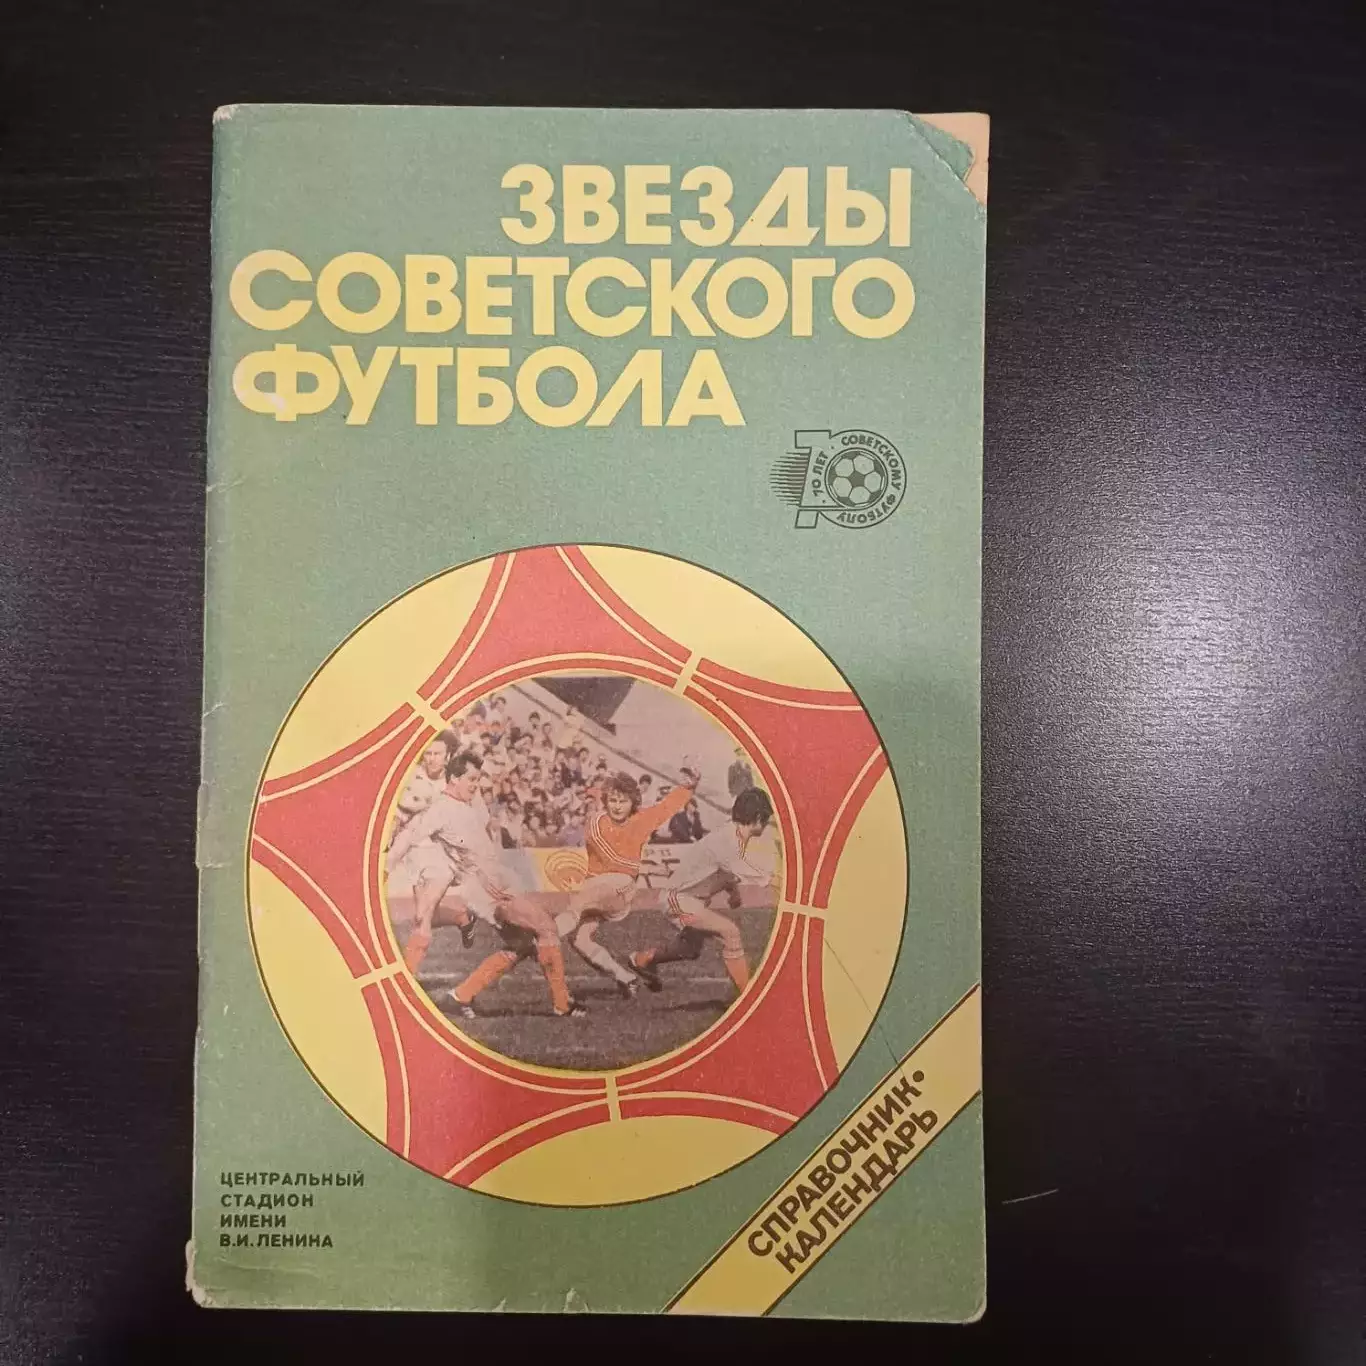 ЗВЕЗДЫ
СОВЕТСКОГО
ФУТБОЛА
70 ЛЕТ · СОВЕТСКОМУ ФУТБОЛУ ·
СПРАВОЧНИК•
КАЛЕНДАРЬ
ЦЕНТРАЛЬНЫЙ
СТАДИОН
ИМЕНИ
В.И.ЛЕНИНА